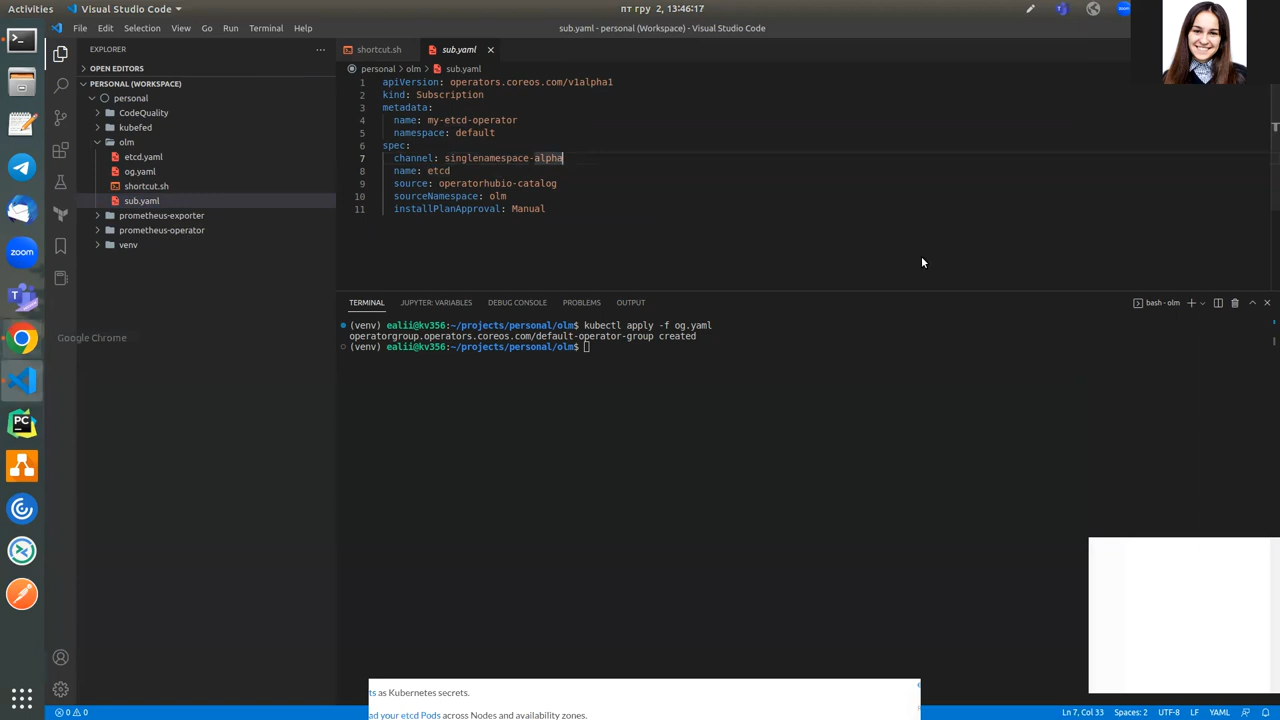 Activities
Visual Studio Code
пт гру 2, 13:46:17
zoom
File Edit Selection View Go Run Terminal Help
sub.yaml - personal (Workspace) - Visual Studio Code
EXPLORER
OPEN EDITORS
PERSONAL (WORKSPACE)
personal
CodeQuality
kubefed
olm
etcd.yaml
og.yaml
shortcut.sh
sub.yaml
prometheus-exporter
prometheus-operator
venv
zoom
Google Chrome
shortcut.sh
sub.yaml
personal > olm > sub.yaml
1 apiVersion: operators.coreos.com/v1alpha1
2 kind: Subscription
3 metadata:
4 name: my-etcd-operator
5 namespace: default
6 spec:
7 channel: singlenamespace-alpha
8 name: etcd
9 source: operatorhubio-catalog
10 sourceNamespace: olm
11 installPlanApproval: Manual
TERMINAL JUPYTER: VARIABLES DEBUG CONSOLE PROBLEMS OUTPUT
bash - olm
(venv) ealii@kv356:~/projects/personal/olm$ kubectl apply -f og.yaml
operatorgroup.operators.coreos.com/default-operator-group created
(venv) ealii@kv356:~/projects/personal/olm$
ts as Kubernetes secrets.
ad your etcd Pods across Nodes and availability zones.
0 0
Ln 7, Col 33 Spaces: 2 UTF-8 LF YAML